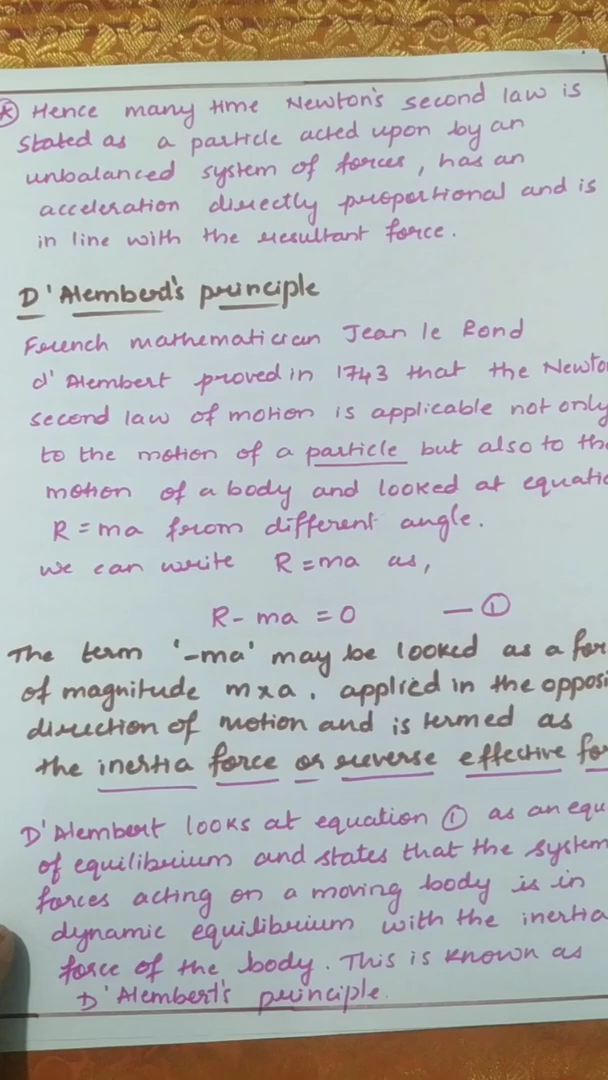 Hence many time Newton's second law is
stated as a particle acted upon by an
unbalanced system of forces, has an
acceleration directly proportional and is
in line with the resultant force.
D'Alembert's principle
French mathematician Jean le Rond
d'Alembert proved in 1743 that the Newto
second law of motion is applicable not only
to the motion of a particle but also to the
motion of a body and looked at equatio
R = ma from different angle.
we can write R = ma as,
R - ma = 0 — ①
The term '-ma' may be looked as a for
of magnitude m x a, applied in the opposi
direction of motion and is termed as
the inertia force or reverse effective for
D'Alembert looks at equation ① as an equ
of equilibrium and states that the system
forces acting on a moving body is in
dynamic equilibrium with the inertia
force of the body. This is known as
D'Alembert's principle.